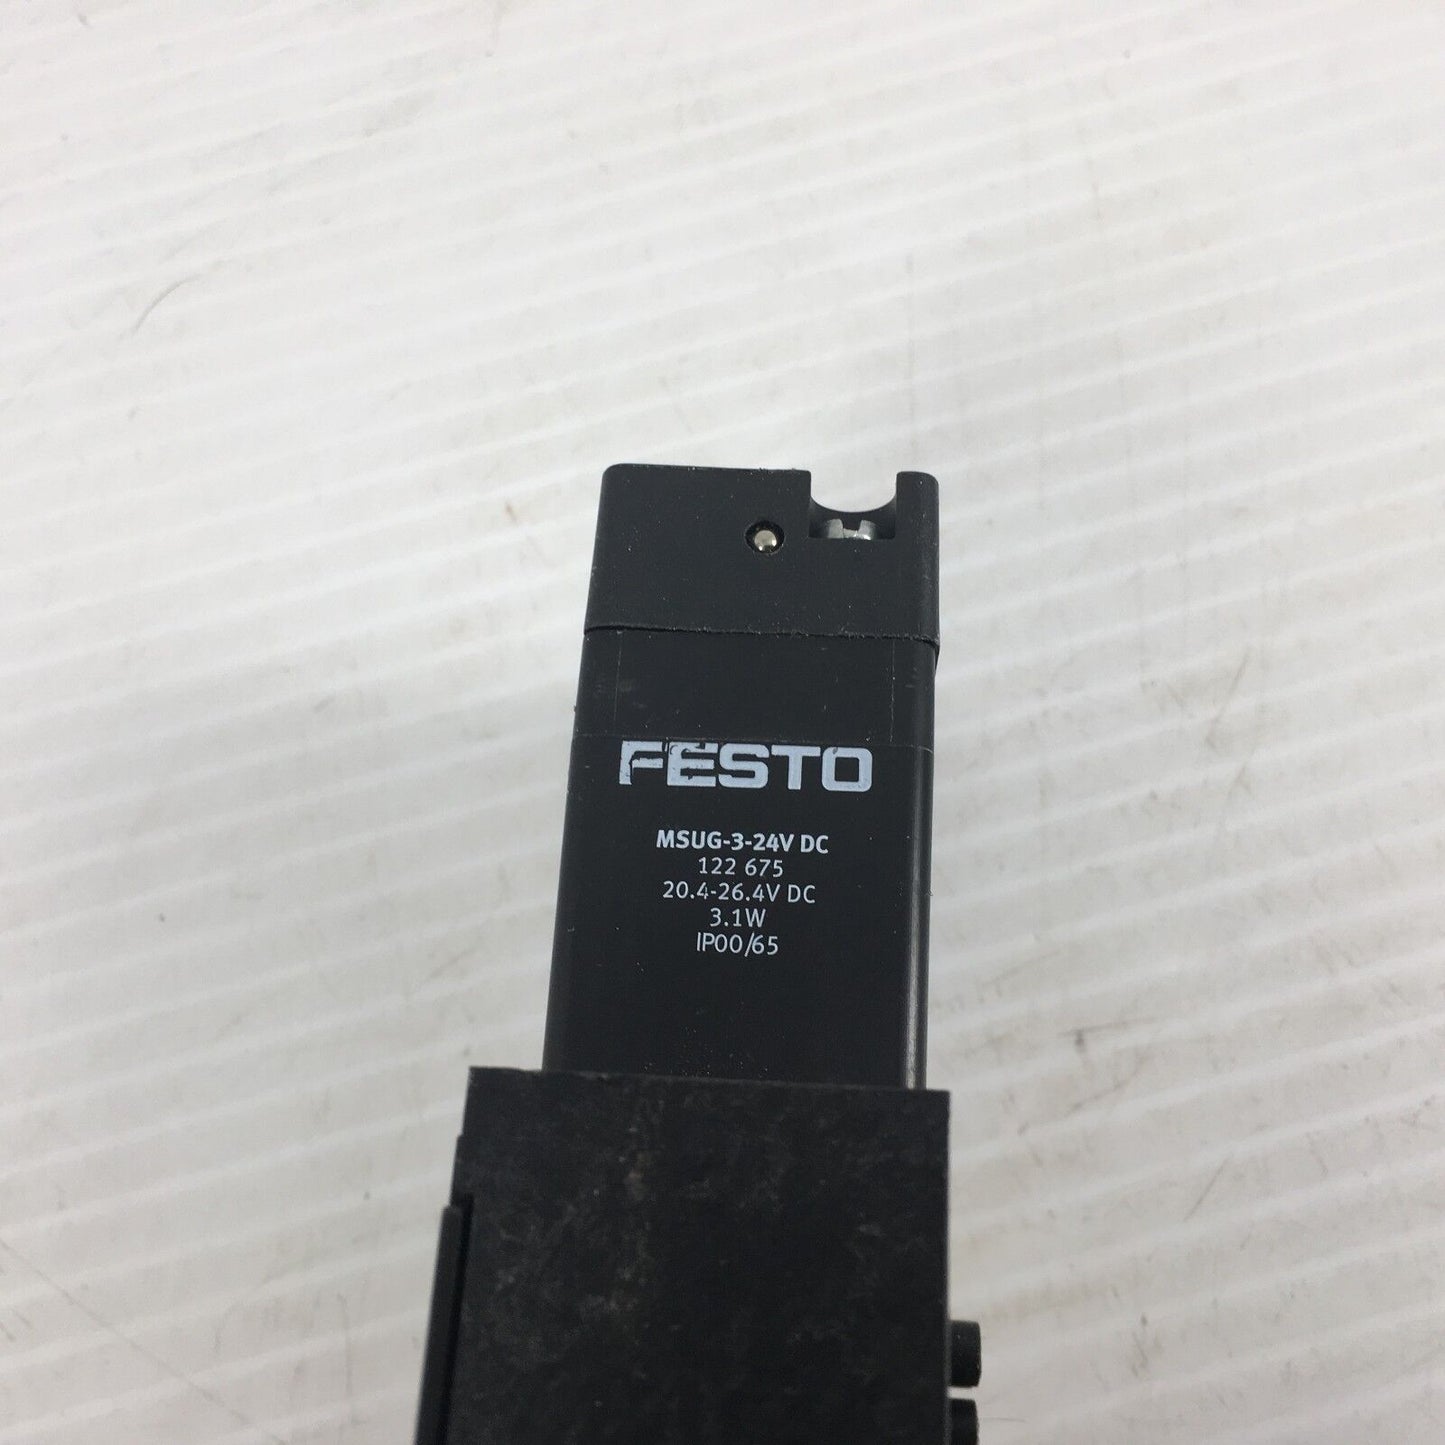 FESTO
MSUG-3-24V DC
122 675
20.4-26.4V DC
3.1W
IP00/65